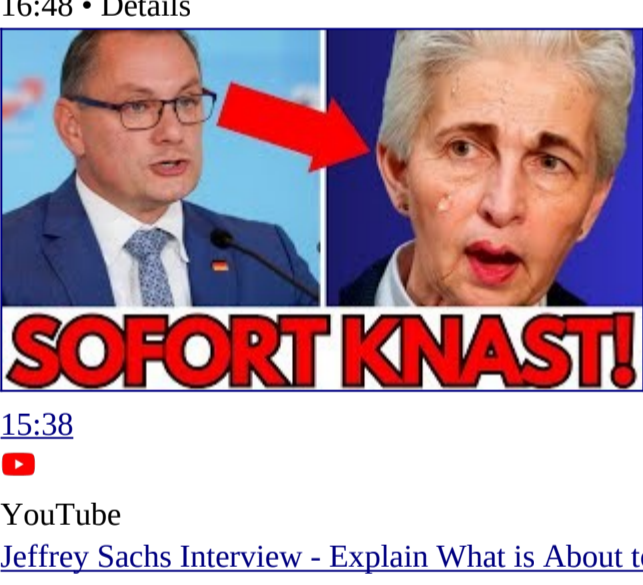 16:48 • Details
SOFORT KNAST!
15:38
YouTube
Jeffrey Sachs Interview - Explain What is About